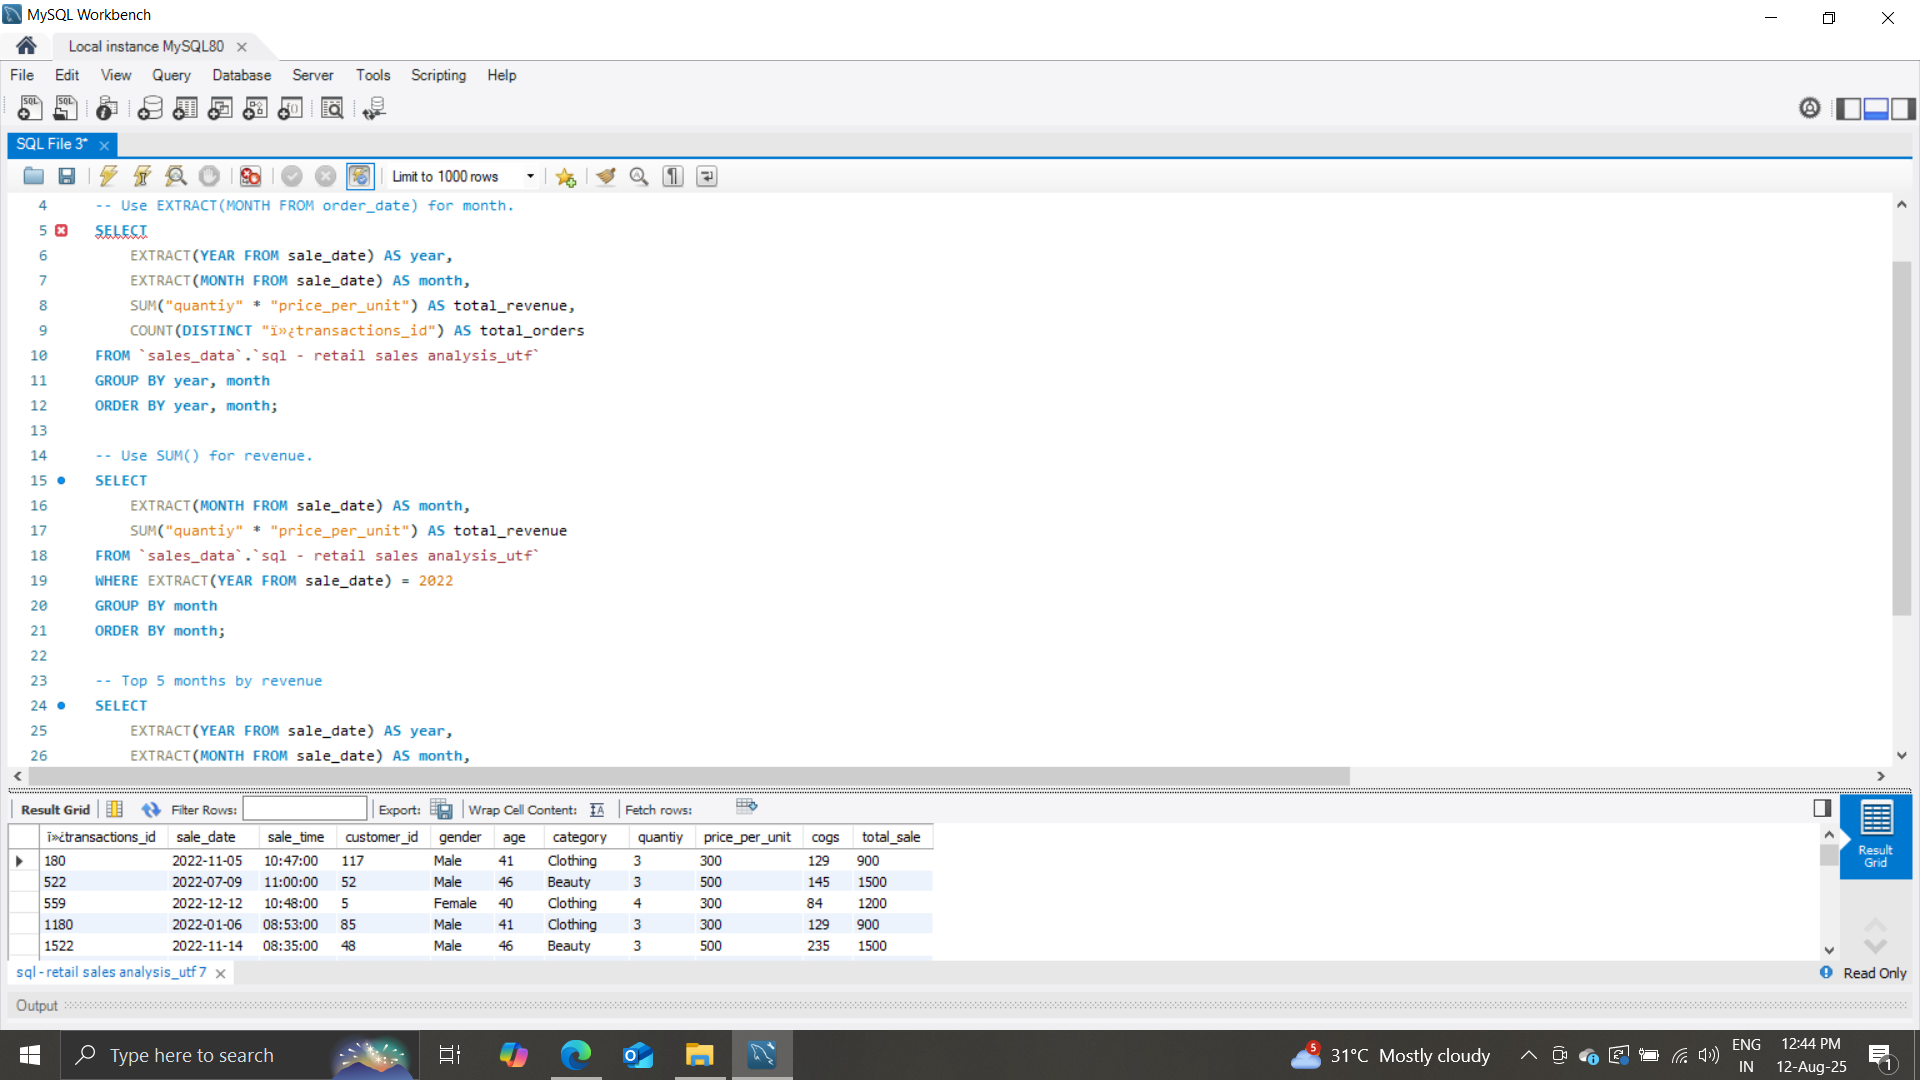 MySQL Workbench
Local instance MySQL80
File Edit View Query Database Server Tools Scripting Help
SQL File 3*
Limit to 1000 rows
4 -- Use EXTRACT(MONTH FROM order_date) for month.
5 SELECT
6 EXTRACT(YEAR FROM sale_date) AS year,
7 EXTRACT(MONTH FROM sale_date) AS month,
8 SUM("quantiy" * "price_per_unit") AS total_revenue,
9 COUNT(DISTINCT "ï»¿transactions_id") AS total_orders
10 FROM `sales_data`.`sql - retail sales analysis_utf`
11 GROUP BY year, month
12 ORDER BY year, month;
13
14 -- Use SUM() for revenue.
15 SELECT
16 EXTRACT(MONTH FROM sale_date) AS month,
17 SUM("quantiy" * "price_per_unit") AS total_revenue
18 FROM `sales_data`.`sql - retail sales analysis_utf`
19 WHERE EXTRACT(YEAR FROM sale_date) = 2022
20 GROUP BY month
21 ORDER BY month;
22
23 -- Top 5 months by revenue
24 SELECT
25 EXTRACT(YEAR FROM sale_date) AS year,
26 EXTRACT(MONTH FROM sale_date) AS month,
Result Grid Filter Rows: Export: Wrap Cell Content: Fetch rows:
ï»¿transactions_id sale_date sale_time customer_id gender age category quantiy price_per_unit cogs total_sale
180 2022-11-05 10:47:00 117 Male 41 Clothing 3 300 129 900
522 2022-07-09 11:00:00 52 Male 46 Beauty 3 500 145 1500
559 2022-12-12 10:48:00 5 Female 40 Clothing 4 300 84 1200
1180 2022-01-06 08:53:00 85 Male 41 Clothing 3 300 129 900
1522 2022-11-14 08:35:00 48 Male 46 Beauty 3 500 235 1500
Result Grid
sql - retail sales analysis_utf 7
Read Only
Output
Type here to search
5
31°C Mostly cloudy
ENG
IN
12:44 PM
12-Aug-25
1